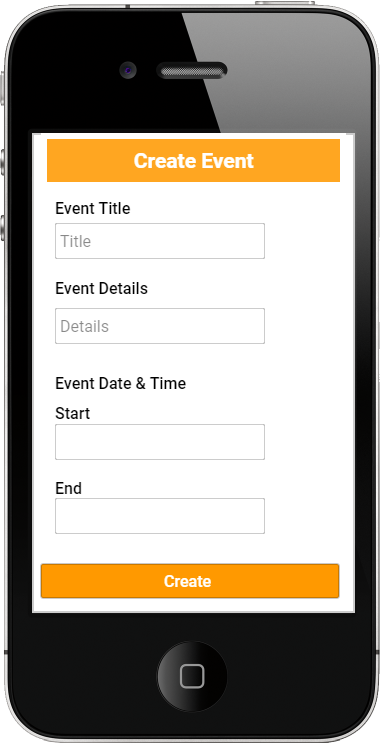 Create Event
Event Title
Title
Event Details
Details
Event Date & Time
Start
End
Create